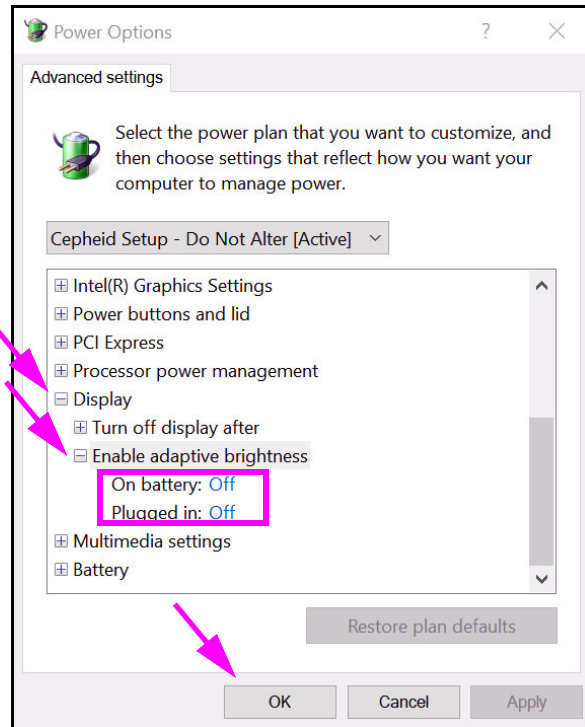 Power Options
?
Advanced settings
Select the power plan that you want to customize, and
then choose settings that reflect how you want your
computer to manage power.
Cepheid Setup - Do Not Alter [Active]
Intel(R) Graphics Settings
Power buttons and lid
PCI Express
Processor power management
Display
Turn off display after
Enable adaptive brightness
On battery: Off
Plugged in: Off
Multimedia settings
Battery
Restore plan defaults
OK Cancel Apply